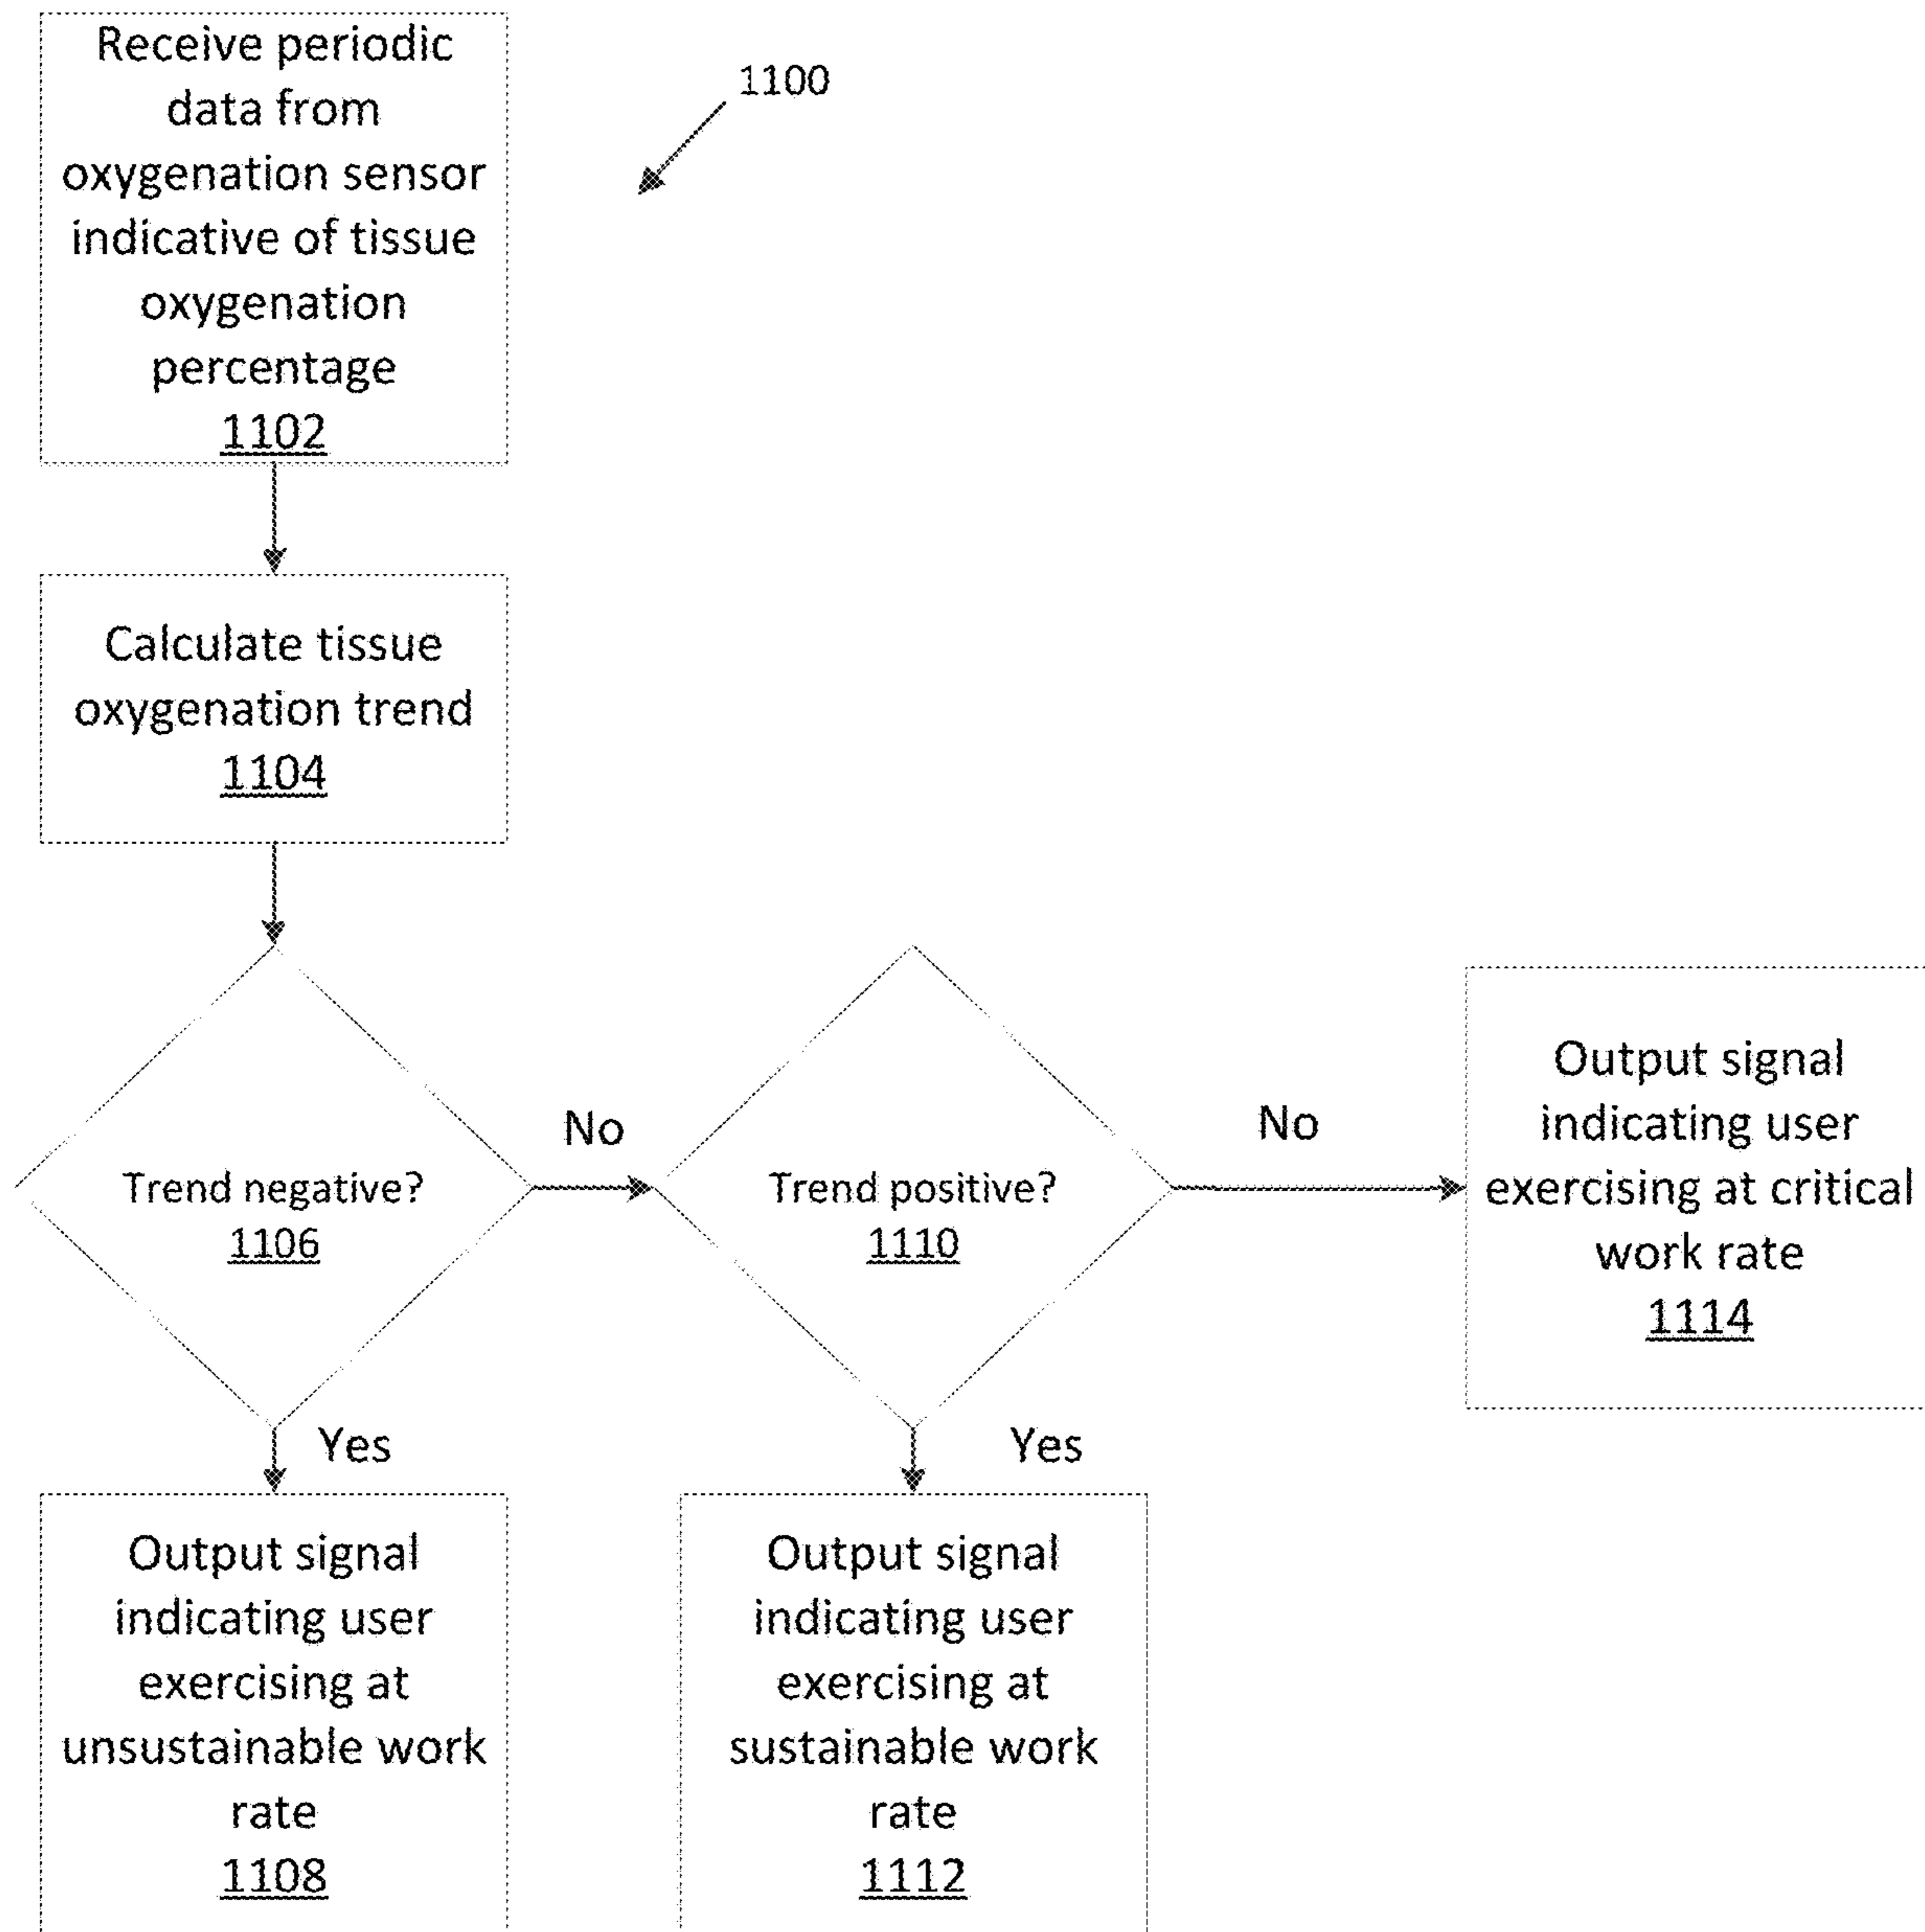 Receive periodic
data from
oxygenation sensor
indicative of tissue
oxygenation
percentage
1102
1100
Calculate tissue
oxygenation trend
1104
Trend negative?
1106
No
Trend positive?
1110
No
Output signal
indicating user
exercising at critical
work rate
1114
Yes
Output signal
indicating user
exercising at
unsustainable work
rate
1108
Yes
Output signal
indicating user
exercising at
sustainable work
rate
1112